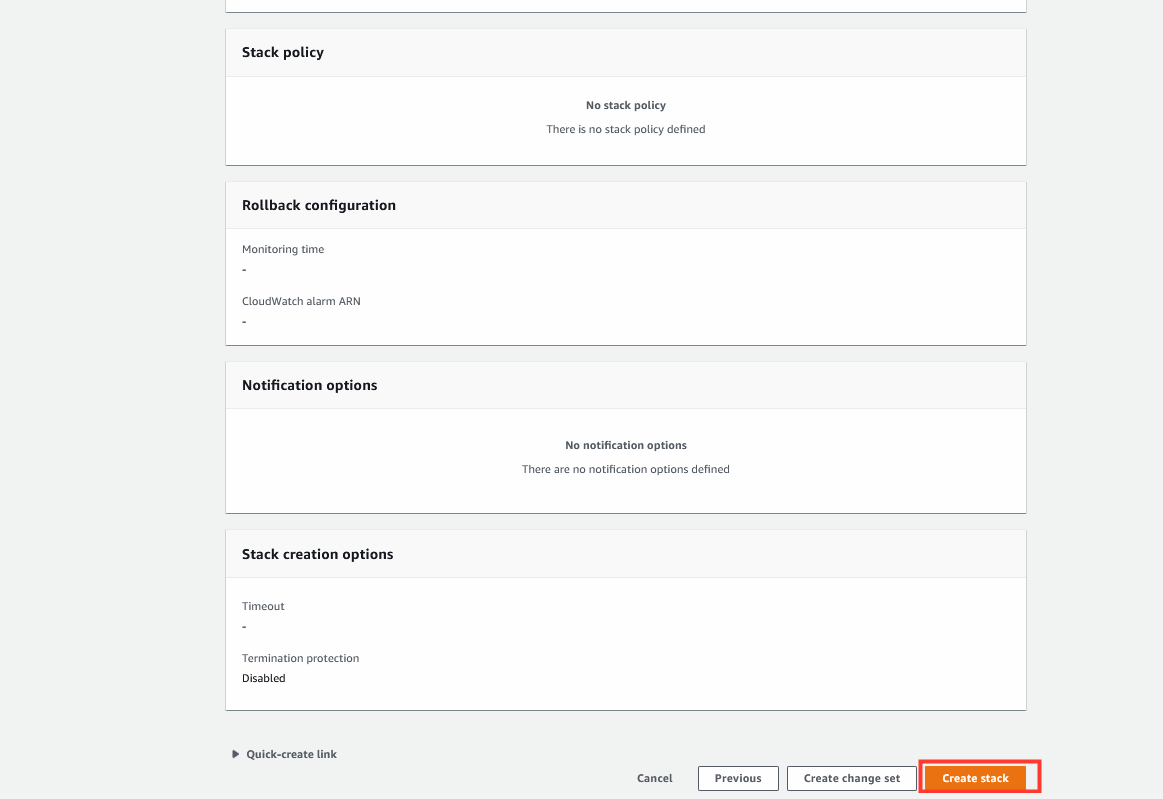 Stack policy
No stack policy
There is no stack policy defined
Rollback configuration
Monitoring time
-
CloudWatch alarm ARN
-
Notification options
No notification options
There are no notification options defined
Stack creation options
Timeout
-
Termination protection
Disabled
Quick-create link
Cancel Previous Create change set Create stack